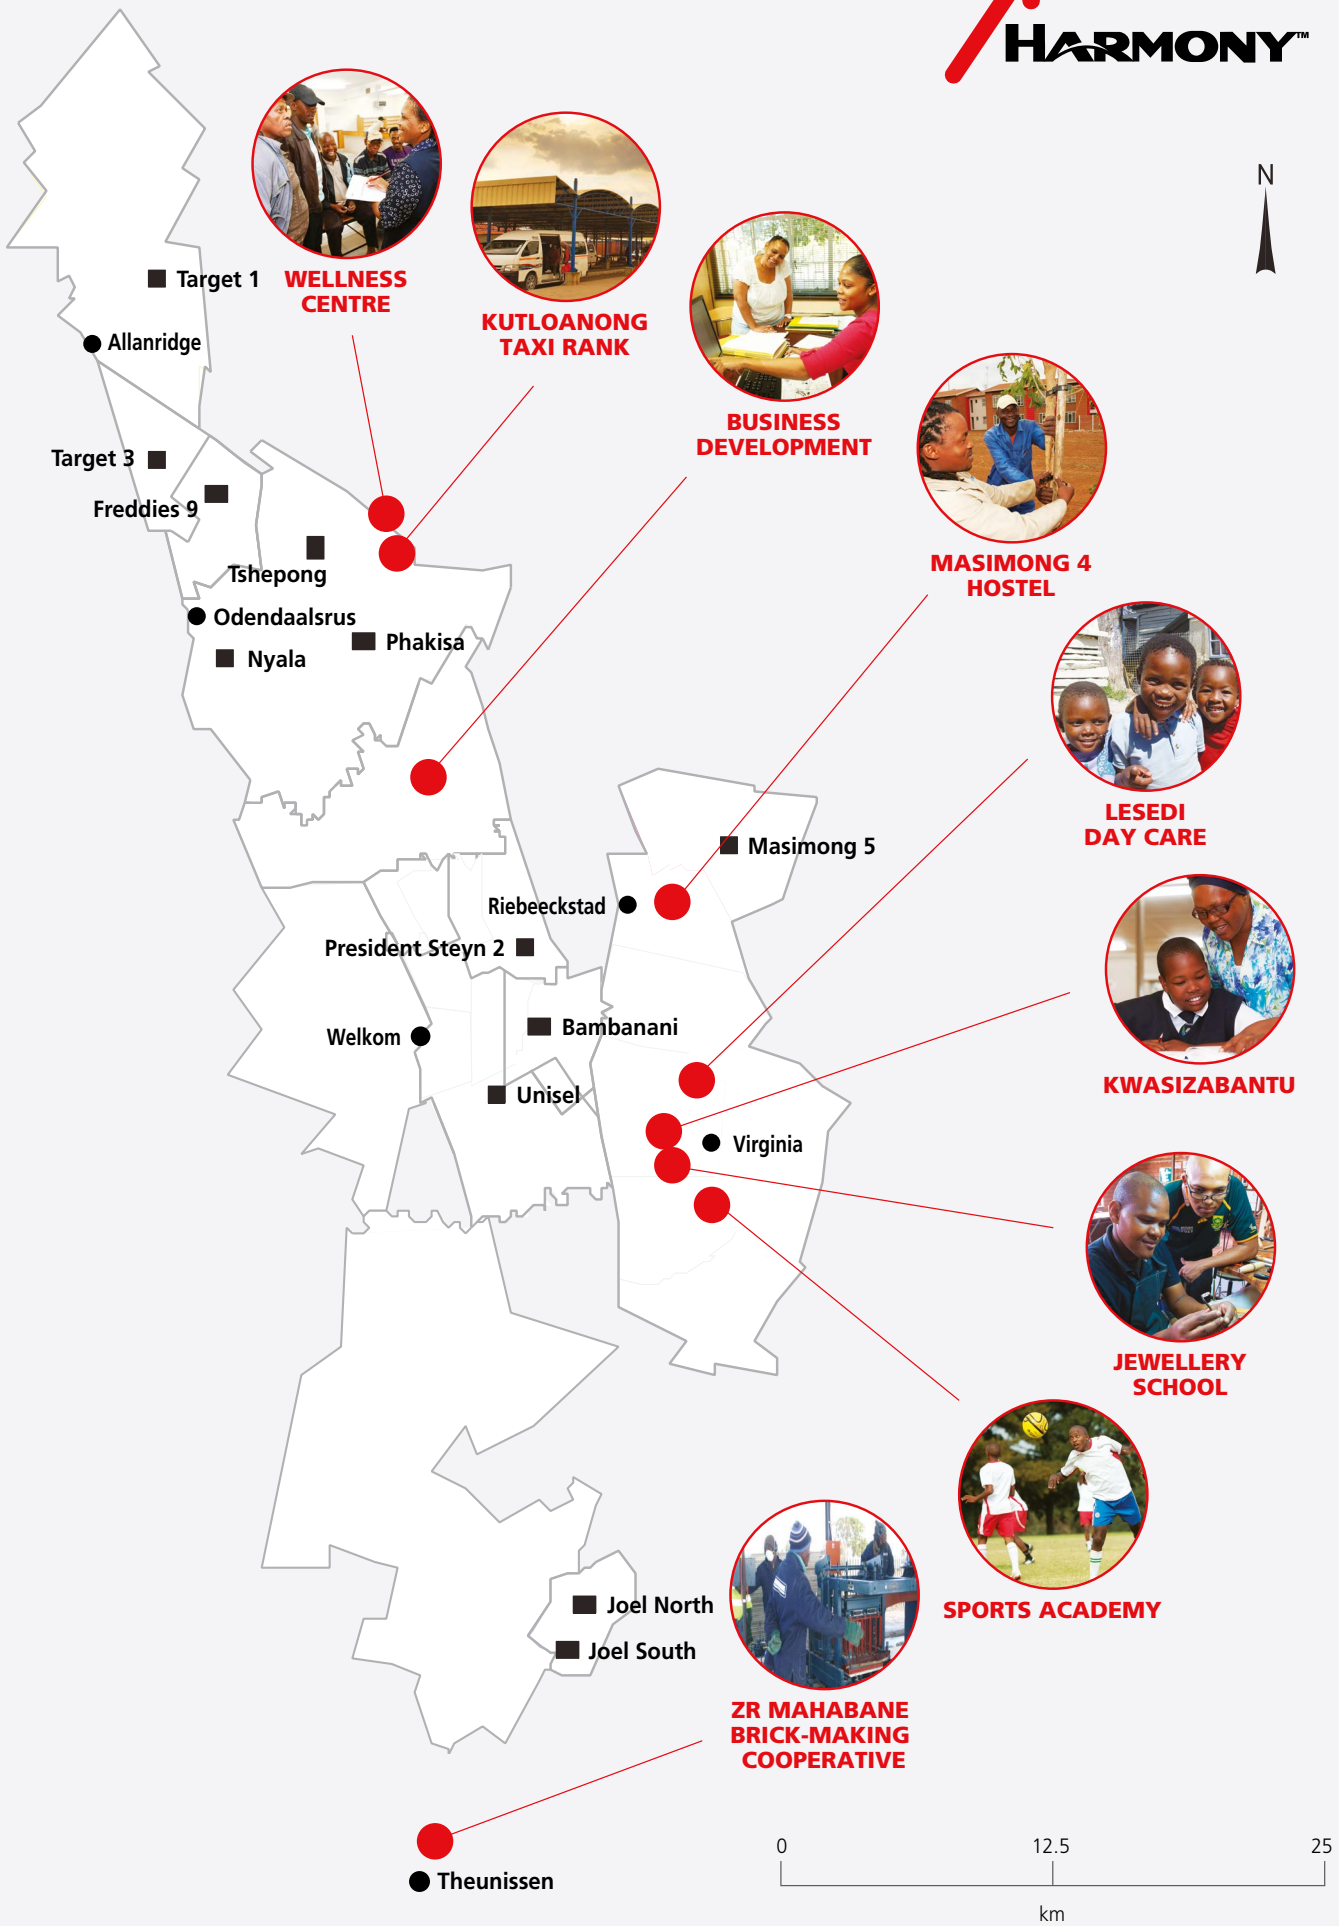 HARMONY™
N
Target 1
WELLNESS
CENTRE
KUTLOANONG
TAXI RANK
Allanridge
BUSINESS
DEVELOPMENT
Target 3
Freddies 9
MASIMONG 4
HOSTEL
Tshepong
Odendaalsrus
Phakisa
Nyala
LESEDI
DAY CARE
Masimong 5
Riebeeckstad
President Steyn 2
Bambanani
Welkom
KWASIZABANTU
Unisel
Virginia
JEWELLERY
SCHOOL
Joel North
SPORTS ACADEMY
Joel South
ZR MAHABANE
BRICK-MAKING
COOPERATIVE
0 12.5 25
km
Theunissen